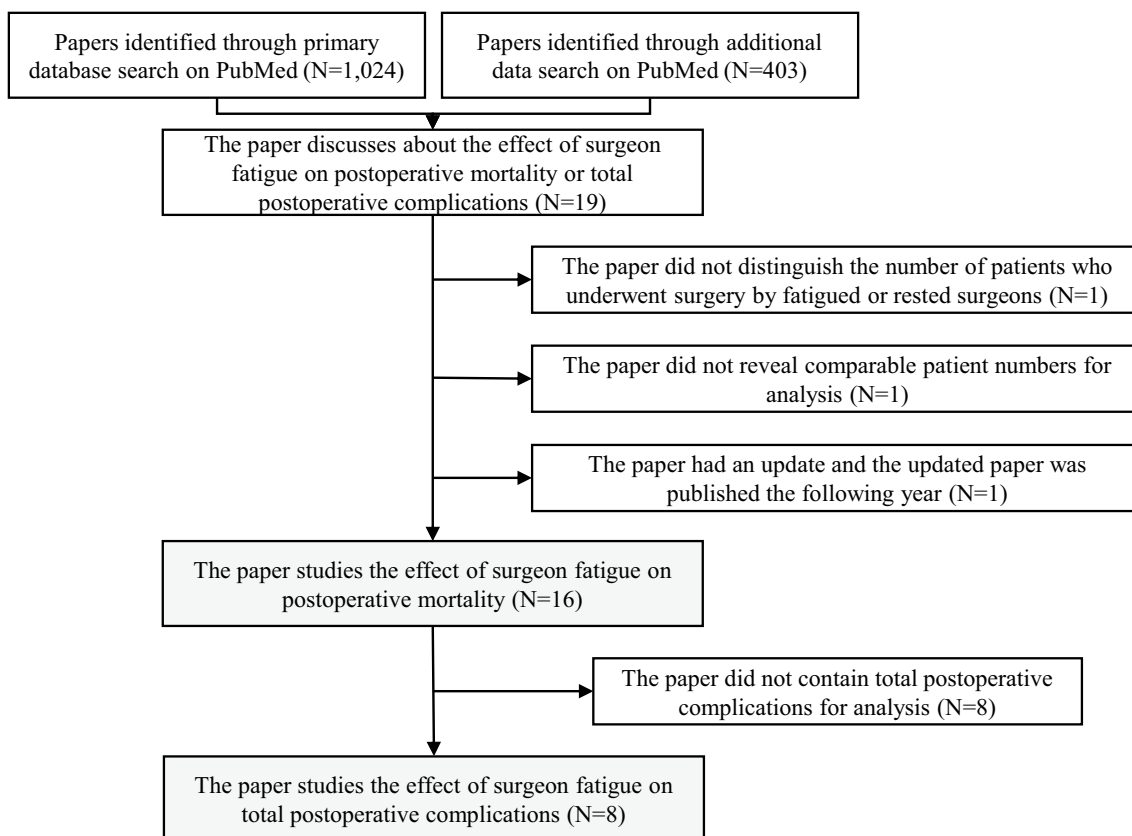 Papers identified through primary
database search on PubMed (N=1,024)
Papers identified through additional
data search on PubMed (N=403)
The paper discusses about the effect of surgeon
fatigue on postoperative mortality or total
postoperative complications (N=19)
The paper did not distinguish the number of patients who
underwent surgery by fatigued or rested surgeons (N=1)
The paper did not reveal comparable patient numbers for
analysis (N=1)
The paper had an update and the updated paper was
published the following year (N=1)
The paper studies the effect of surgeon fatigue on
postoperative mortality (N=16)
The paper did not contain total postoperative
complications for analysis (N=8)
The paper studies the effect of surgeon fatigue on
total postoperative complications (N=8)